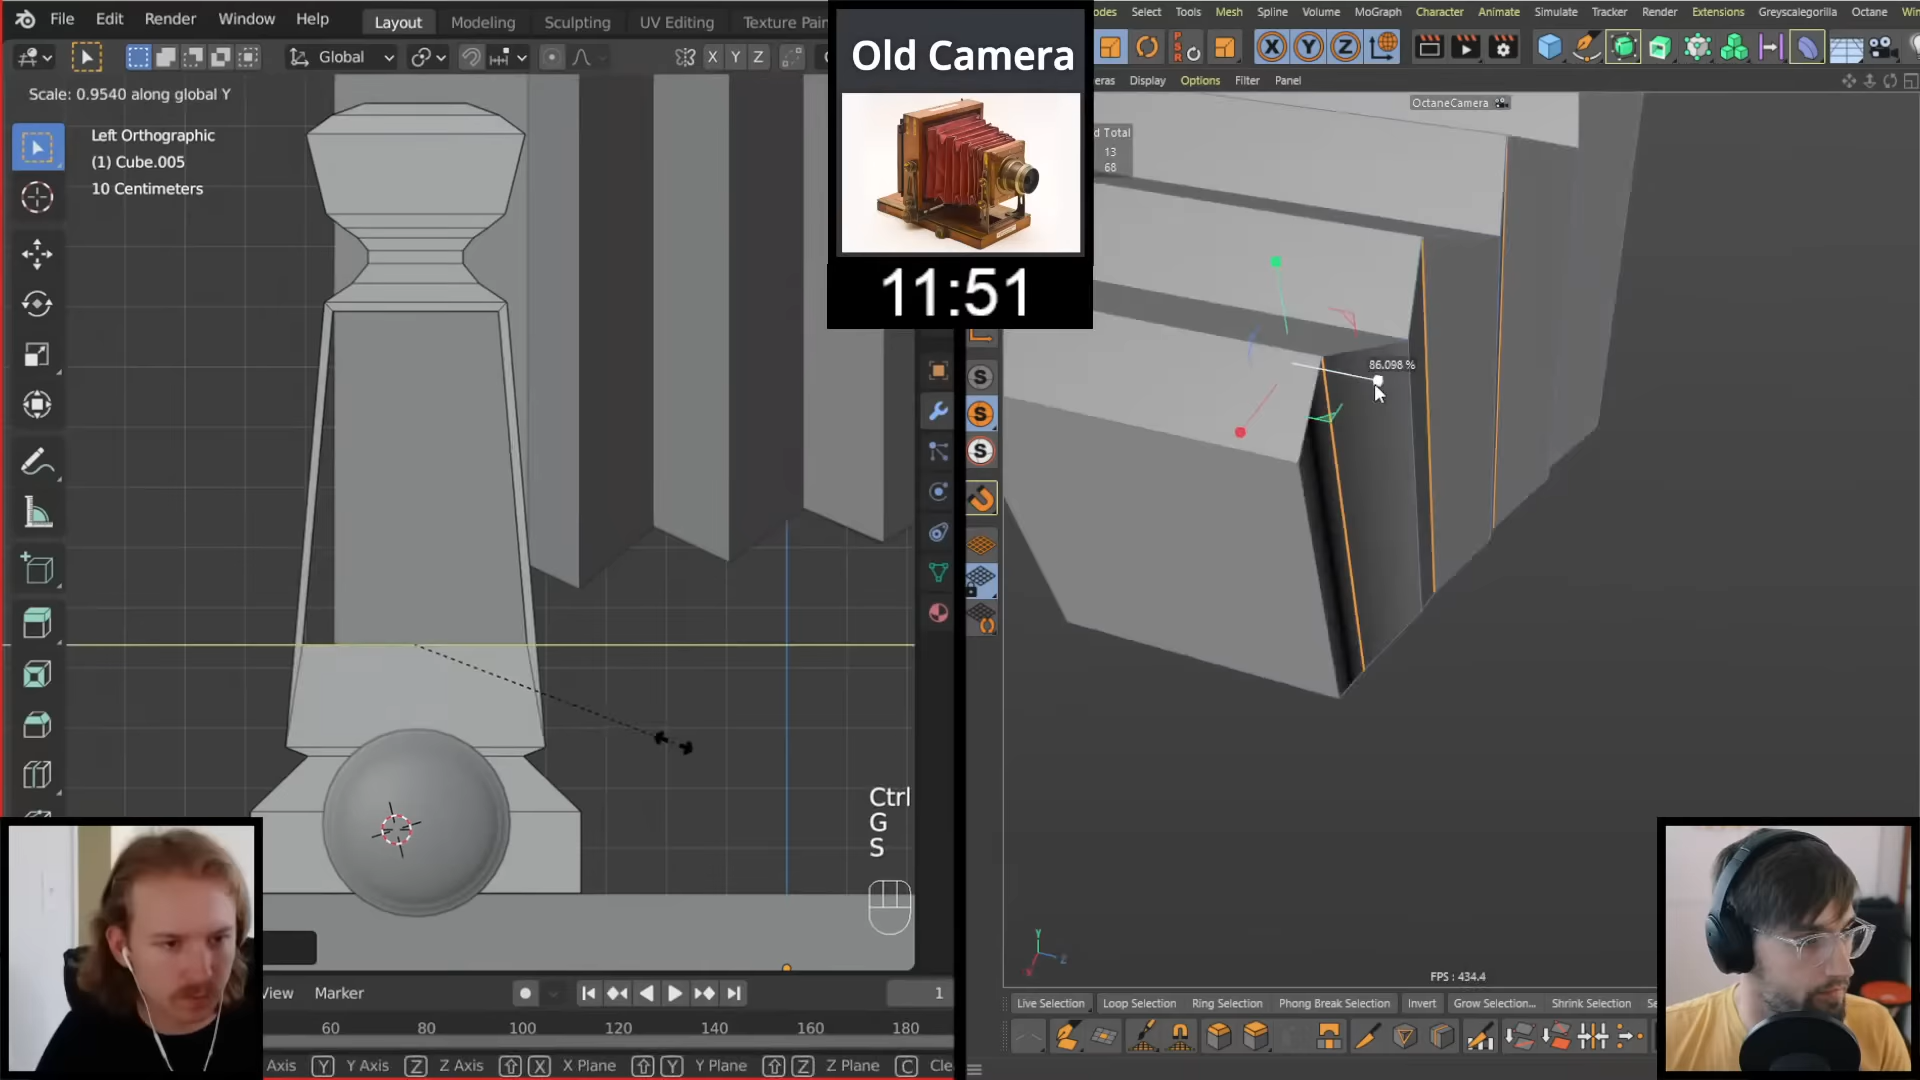 File Edit Render Window Help
Layout Modeling Sculpting UV Editing Texture Pain
Global
X Y Z
Scale: 0.9540 along global Y
Left Orthographic
(1) Cube.005
10 Centimeters
Ctrl
G
S
View Marker
1
60 80 100 120 140 160 180
Axis Y Y Axis Z Z Axis X X Plane Y Y Plane Z Z Plane C Cle
Old Camera
11:51
odes Select Tools Mesh Spline Volume MoGraph Character Animate Simulate Tracker Render Extensions Greyscalegorilla Octane Win
PSR
X Y Z
eras Display Options Filter Panel
OctaneCamera
d Total
13
68
86.098 %
S
S
S
Y
Z
X
FPS : 434.4
Live Selection Loop Selection Ring Selection Phong Break Selection Invert Grow Selection... Shrink Selection Se